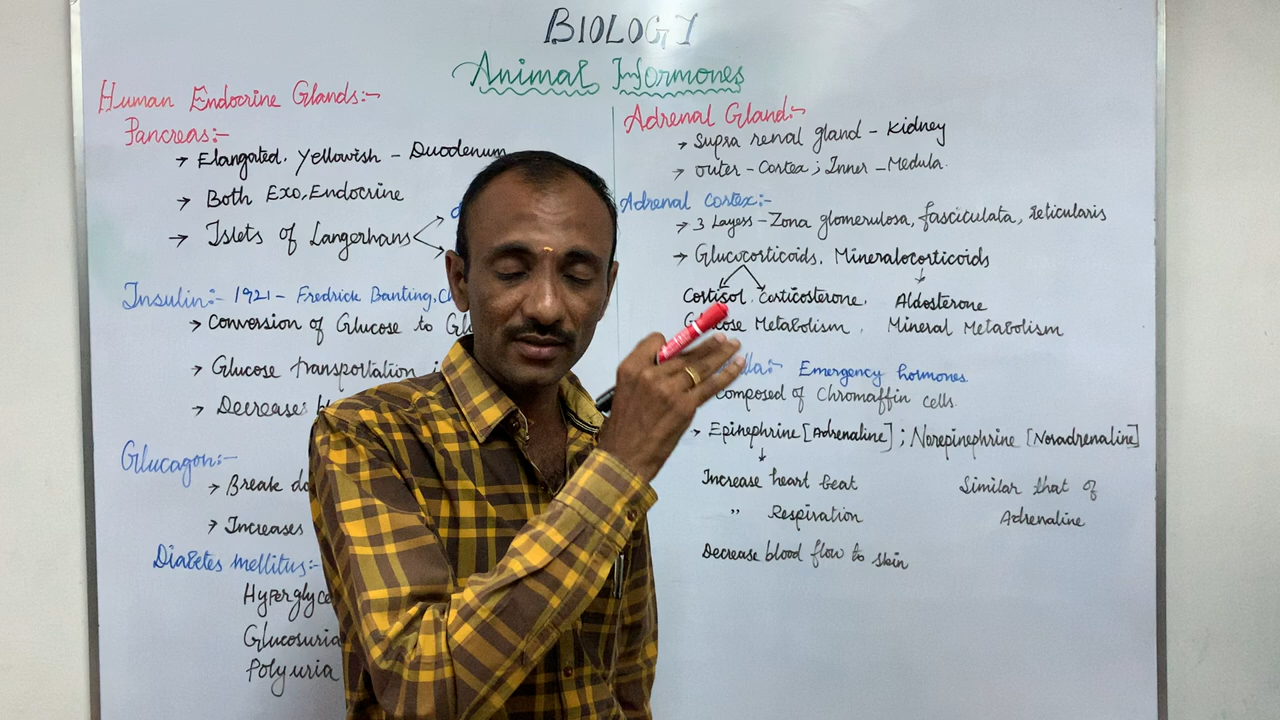 BIOLOGY
Animal Hormones
Human Endocrine Glands:-
Pancreas:-
→ Elangated, Yellowish - Duodenum
→ Both Exo, Endocrine
→ Islets of Langerhans
Insulin:- 1921 - Fredrick Banting,
→ Conversion of Glucose to
→ Glucose transportation
→ Decreases
Glucagon:-
→ Break
→ Increases
Diabetes mellitus:-
Glucosuria
Polyuria
Adrenal Gland:-
→ Supra renal gland - Kidney
→ Outer - Cortex ; Inner - Medula.
Adrenal cortex:-
→ 3 Layers - Zona glomerulosa, fasciculata, reticularis
→ Glucocorticoids, Mineralocorticoids
Cortisol, Corticosterone, Aldosterone
Metabolism, Mineral Metabolism
Emergency hormones.
composed of Chromaffin cells.
→ Epinephrine [Adrenaline] ; Norepinephrine [Noradrenaline]
Increase heart beat Similar that of
" Respiration Adrenaline
Decrease blood flow to skin